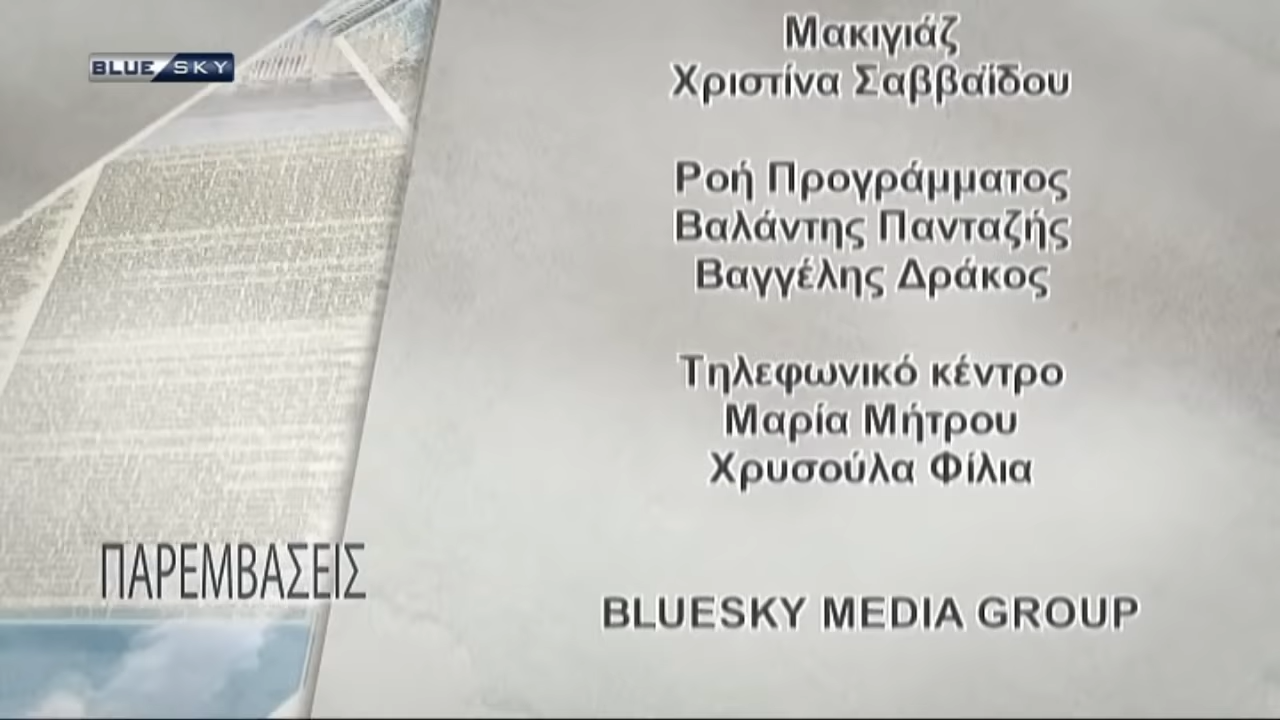 BLUE SKY
Μακιγιάζ
Χριστίνα Σαββαΐδου
Ροή Προγράμματος
Βαλάντης Πανταζής
Βαγγέλης Δράκος
Τηλεφωνικό κέντρο
Μαρία Μήτρου
Χρυσούλα Φίλια
ΠΑΡΕΜΒΑΣΕΙΣ
BLUESKY MEDIA GROUP